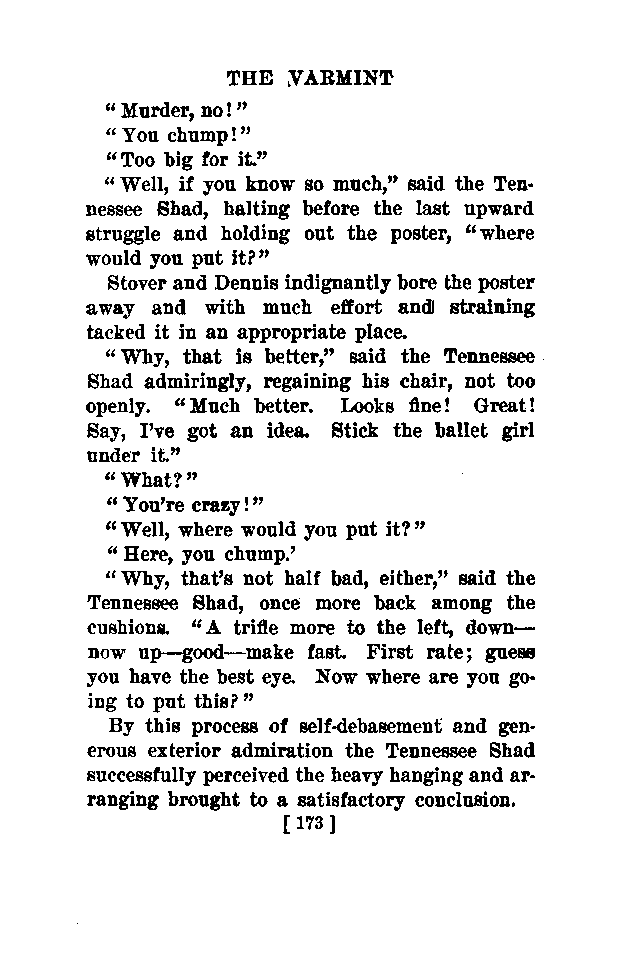 THE VARMINT
“Murder, no!”
“You chump!”
“Too big for it.”
“Well, if you know so much,” said the Ten-
nessee Shad, halting before the last upward
struggle and holding out the poster, “where
would you put it?”
Stover and Dennis indignantly bore the poster
away and with much effort and straining
tacked it in an appropriate place.
“Why, that is better,” said the Tennessee
Shad admiringly, regaining his chair, not too
openly. “Much better. Looks fine! Great!
Say, I’ve got an idea. Stick the ballet girl
under it.”
“What?”
“You’re crazy!”
“Well, where would you put it?”
“Here, you chump.’
“Why, that’s not half bad, either,” said the
Tennessee Shad, once more back among the
cushions. “A trifle more to the left, down—
now up—good—make fast. First rate; guess
you have the best eye. Now where are you go-
ing to put this?”
By this process of self-debasement and gen-
erous exterior admiration the Tennessee Shad
successfully perceived the heavy hanging and ar-
ranging brought to a satisfactory conclusion.
[ 173 ]